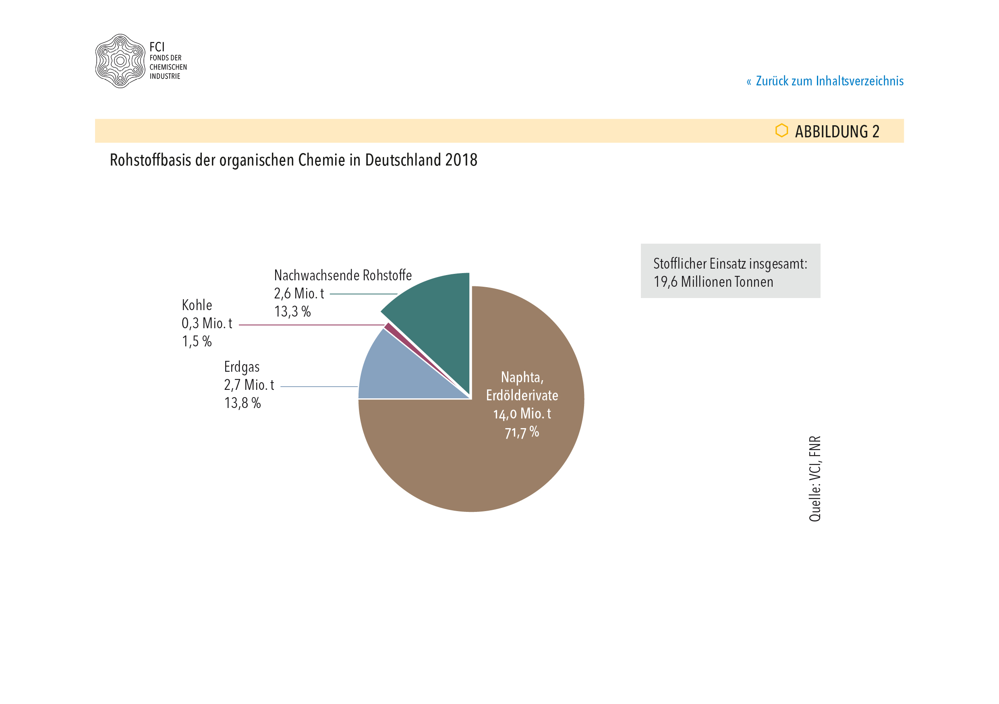 FCI
FONDS DER
CHEMISCHEN
INDUSTRIE
« Zurück zum Inhaltsverzeichnis
ABBILDUNG 2
Rohstoffbasis der organischen Chemie in Deutschland 2018
Stofflicher Einsatz insgesamt:
19,6 Millionen Tonnen
Nachwachsende Rohstoffe
2,6 Mio. t
13,3 %
Kohle
0,3 Mio. t
1,5 %
Erdgas
2,7 Mio. t
13,8 %
Naphta,
Erdölderivate
14,0 Mio. t
71,7 %
Quelle: VCI, FNR